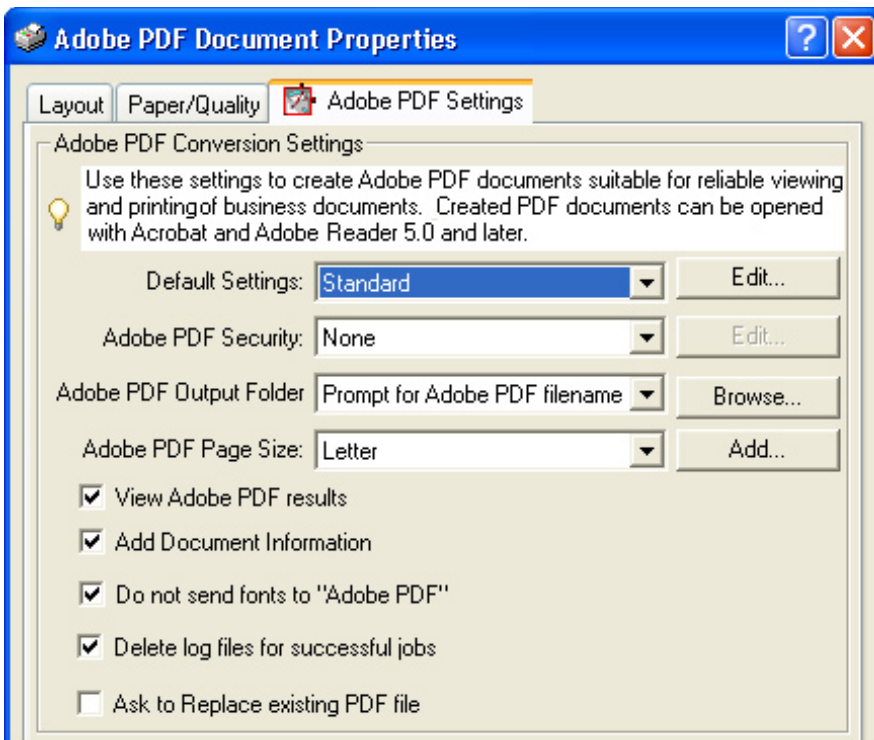 Adobe PDF Document Properties
Layout Paper/Quality Adobe PDF Settings
Adobe PDF Conversion Settings
Use these settings to create Adobe PDF documents suitable for reliable viewing
and printingof business documents. Created PDF documents can be opened
with Acrobat and Adobe Reader 5.0 and later.
Default Settings: Standard Edit...
Adobe PDF Security: None Edit...
Adobe PDF Output Folder Prompt for Adobe PDF filename Browse...
Adobe PDF Page Size: Letter Add...
View Adobe PDF results
Add Document Information
Do not send fonts to "Adobe PDF"
Delete log files for successful jobs
Ask to Replace existing PDF file